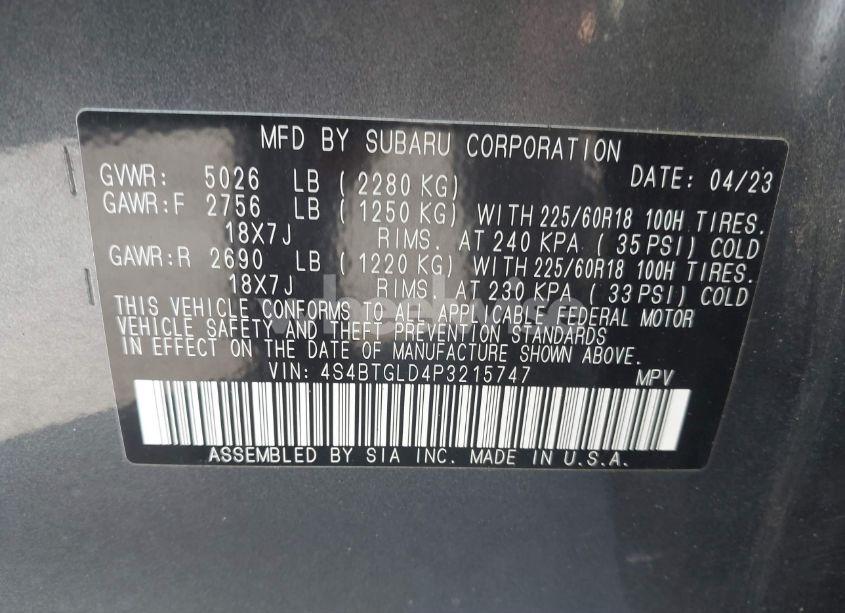 MFD BY SUBARU CORPORATION
GVWR: 5026 LB ( 2280 KG) DATE: 04/23
GAWR:F 2756 LB ( 1250 KG) WITH 225/60R18 100H TIRES.
18X7J RIMS. AT 240 KPA ( 35 PSI) COLD
GAWR:R 2690 LB ( 1220 KG) WITH 225/60R18 100H TIRES.
18X7J RIMS. AT 230 KPA ( 33 PSI) COLD
THIS VEHICLE CONFORMS TO ALL APPLICABLE FEDERAL MOTOR
VEHICLE SAFETY AND THEFT PREVENTION STANDARDS
IN EFFECT ON THE DATE OF MANUFACTURE SHOWN ABOVE.
VIN: 4S4BTGLD4P3215747 MPV
ASSEMBLED BY SIA INC. MADE IN U.S.A.